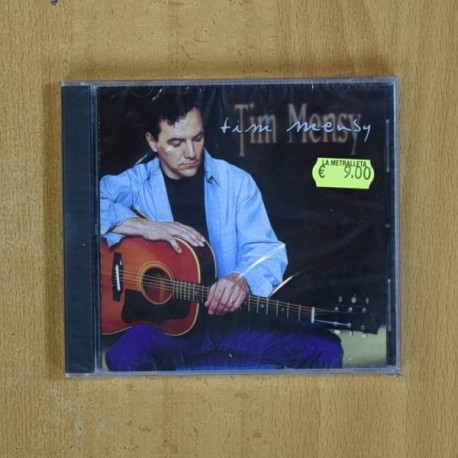 Tim Mensy
tim mensy
LA METRALLETA
€ 9.00